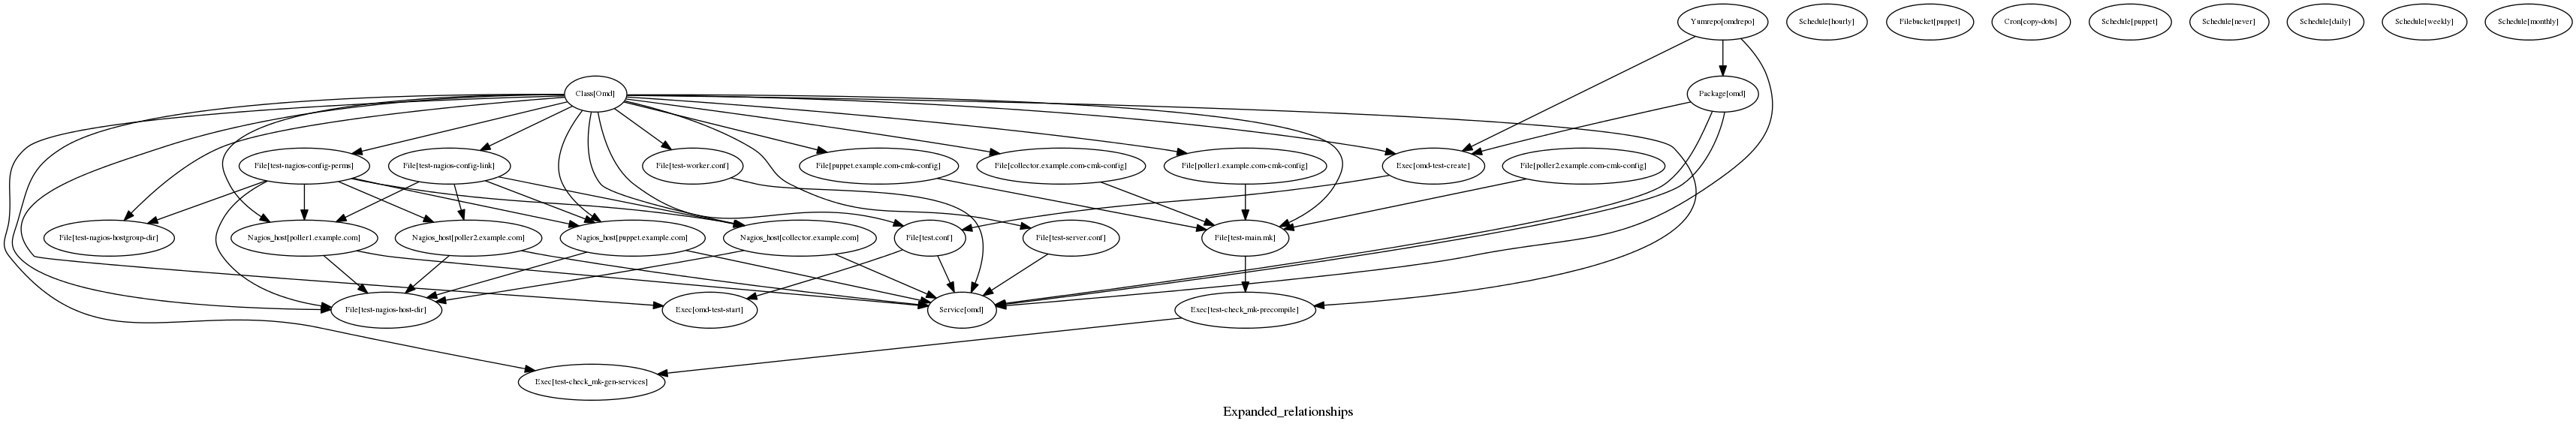 Yumrepo[omdrepo]
Schedule[hourly]
Filebucket[puppet]
Cron[copy-dots]
Schedule[puppet]
Schedule[never]
Schedule[daily]
Schedule[weekly]
Schedule[monthly]
Class[Omd]
Package[omd]
File[test-nagios-config-perms]
File[test-nagios-config-link]
File[test-worker.conf]
File[puppet.example.com-cmk-config]
File[collector.example.com-cmk-config]
File[poller1.example.com-cmk-config]
Exec[omd-test-create]
File[poller2.example.com-cmk-config]
File[test-nagios-hostgroup-dir]
Nagios_host[poller1.example.com]
Nagios_host[poller2.example.com]
Nagios_host[puppet.example.com]
Nagios_host[collector.example.com]
File[test.conf]
File[test-server.conf]
File[test-main.mk]
File[test-nagios-host-dir]
Exec[omd-test-start]
Service[omd]
Exec[test-check_mk-precompile]
Exec[test-check_mk-gen-services]
Expanded_relationships